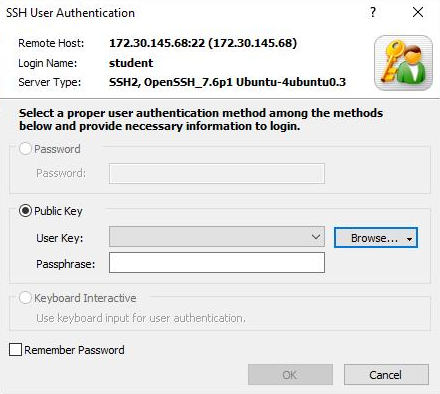 SSH User Authentication
Remote Host: 172.30.145.68:22 (172.30.145.68)
Login Name: student
Server Type: SSH2, OpenSSH_7.6p1 Ubuntu-4ubuntu0.3
Select a proper user authentication method among the methods
below and provide necessary information to login.
Password
Password:
Public Key
User Key: Browse...
Passphrase:
Keyboard Interactive
Use keyboard input for user authentication.
Remember Password
OK Cancel